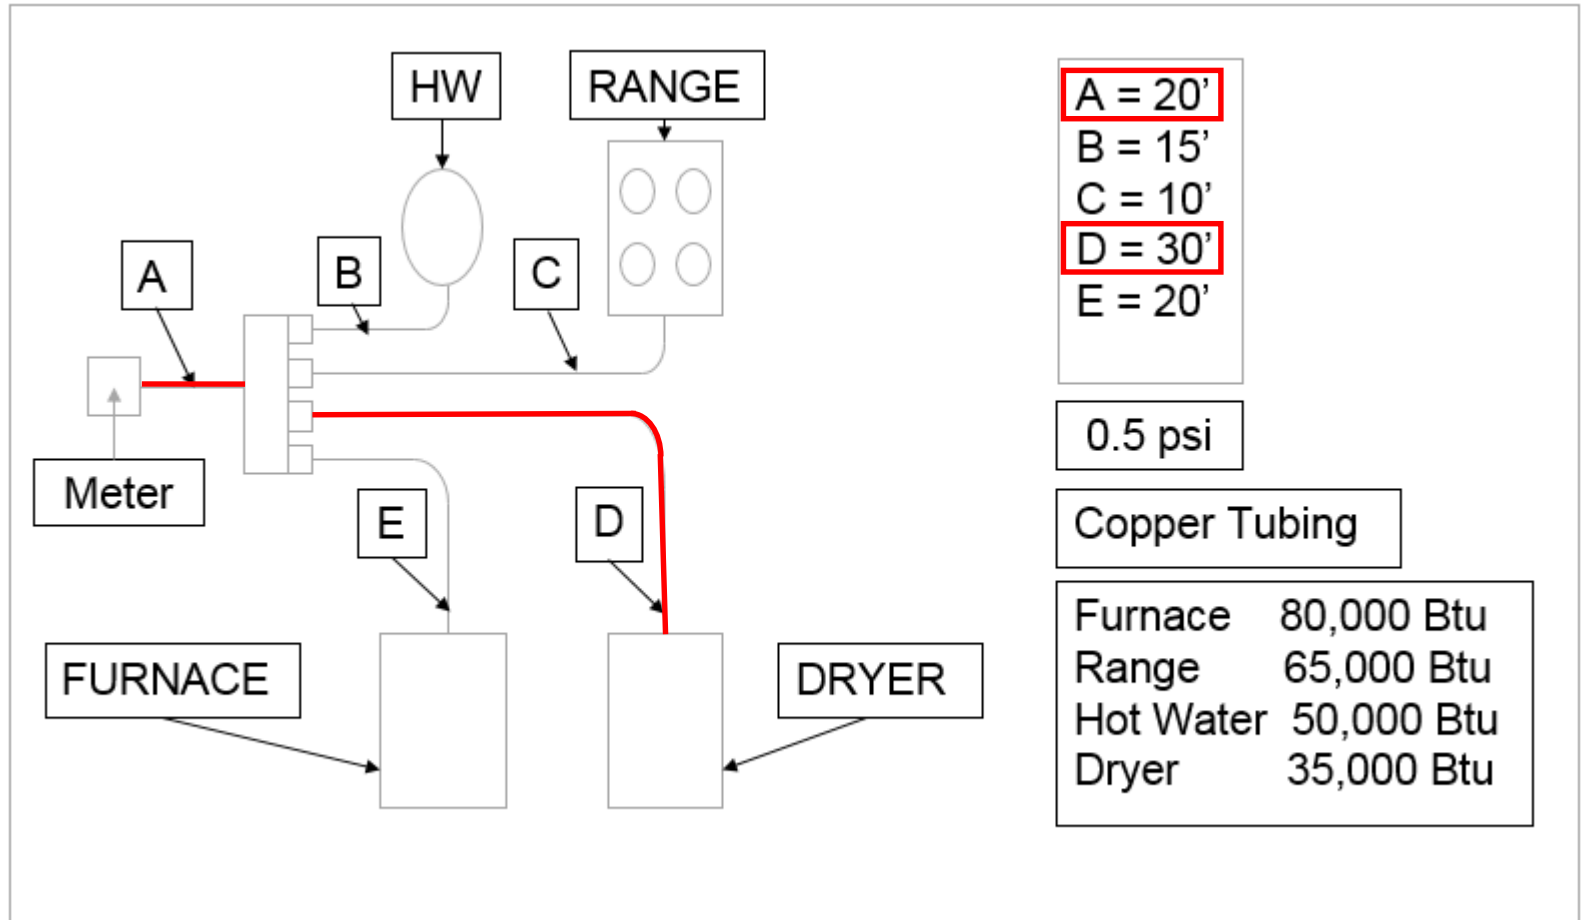 HW
RANGE
A
B
C
Meter
E
D
FURNACE
DRYER
A = 20’
B = 15’
C = 10’
D = 30’
E = 20’
0.5 psi
Copper Tubing
Furnace 80,000 Btu
Range 65,000 Btu
Hot Water 50,000 Btu
Dryer 35,000 Btu